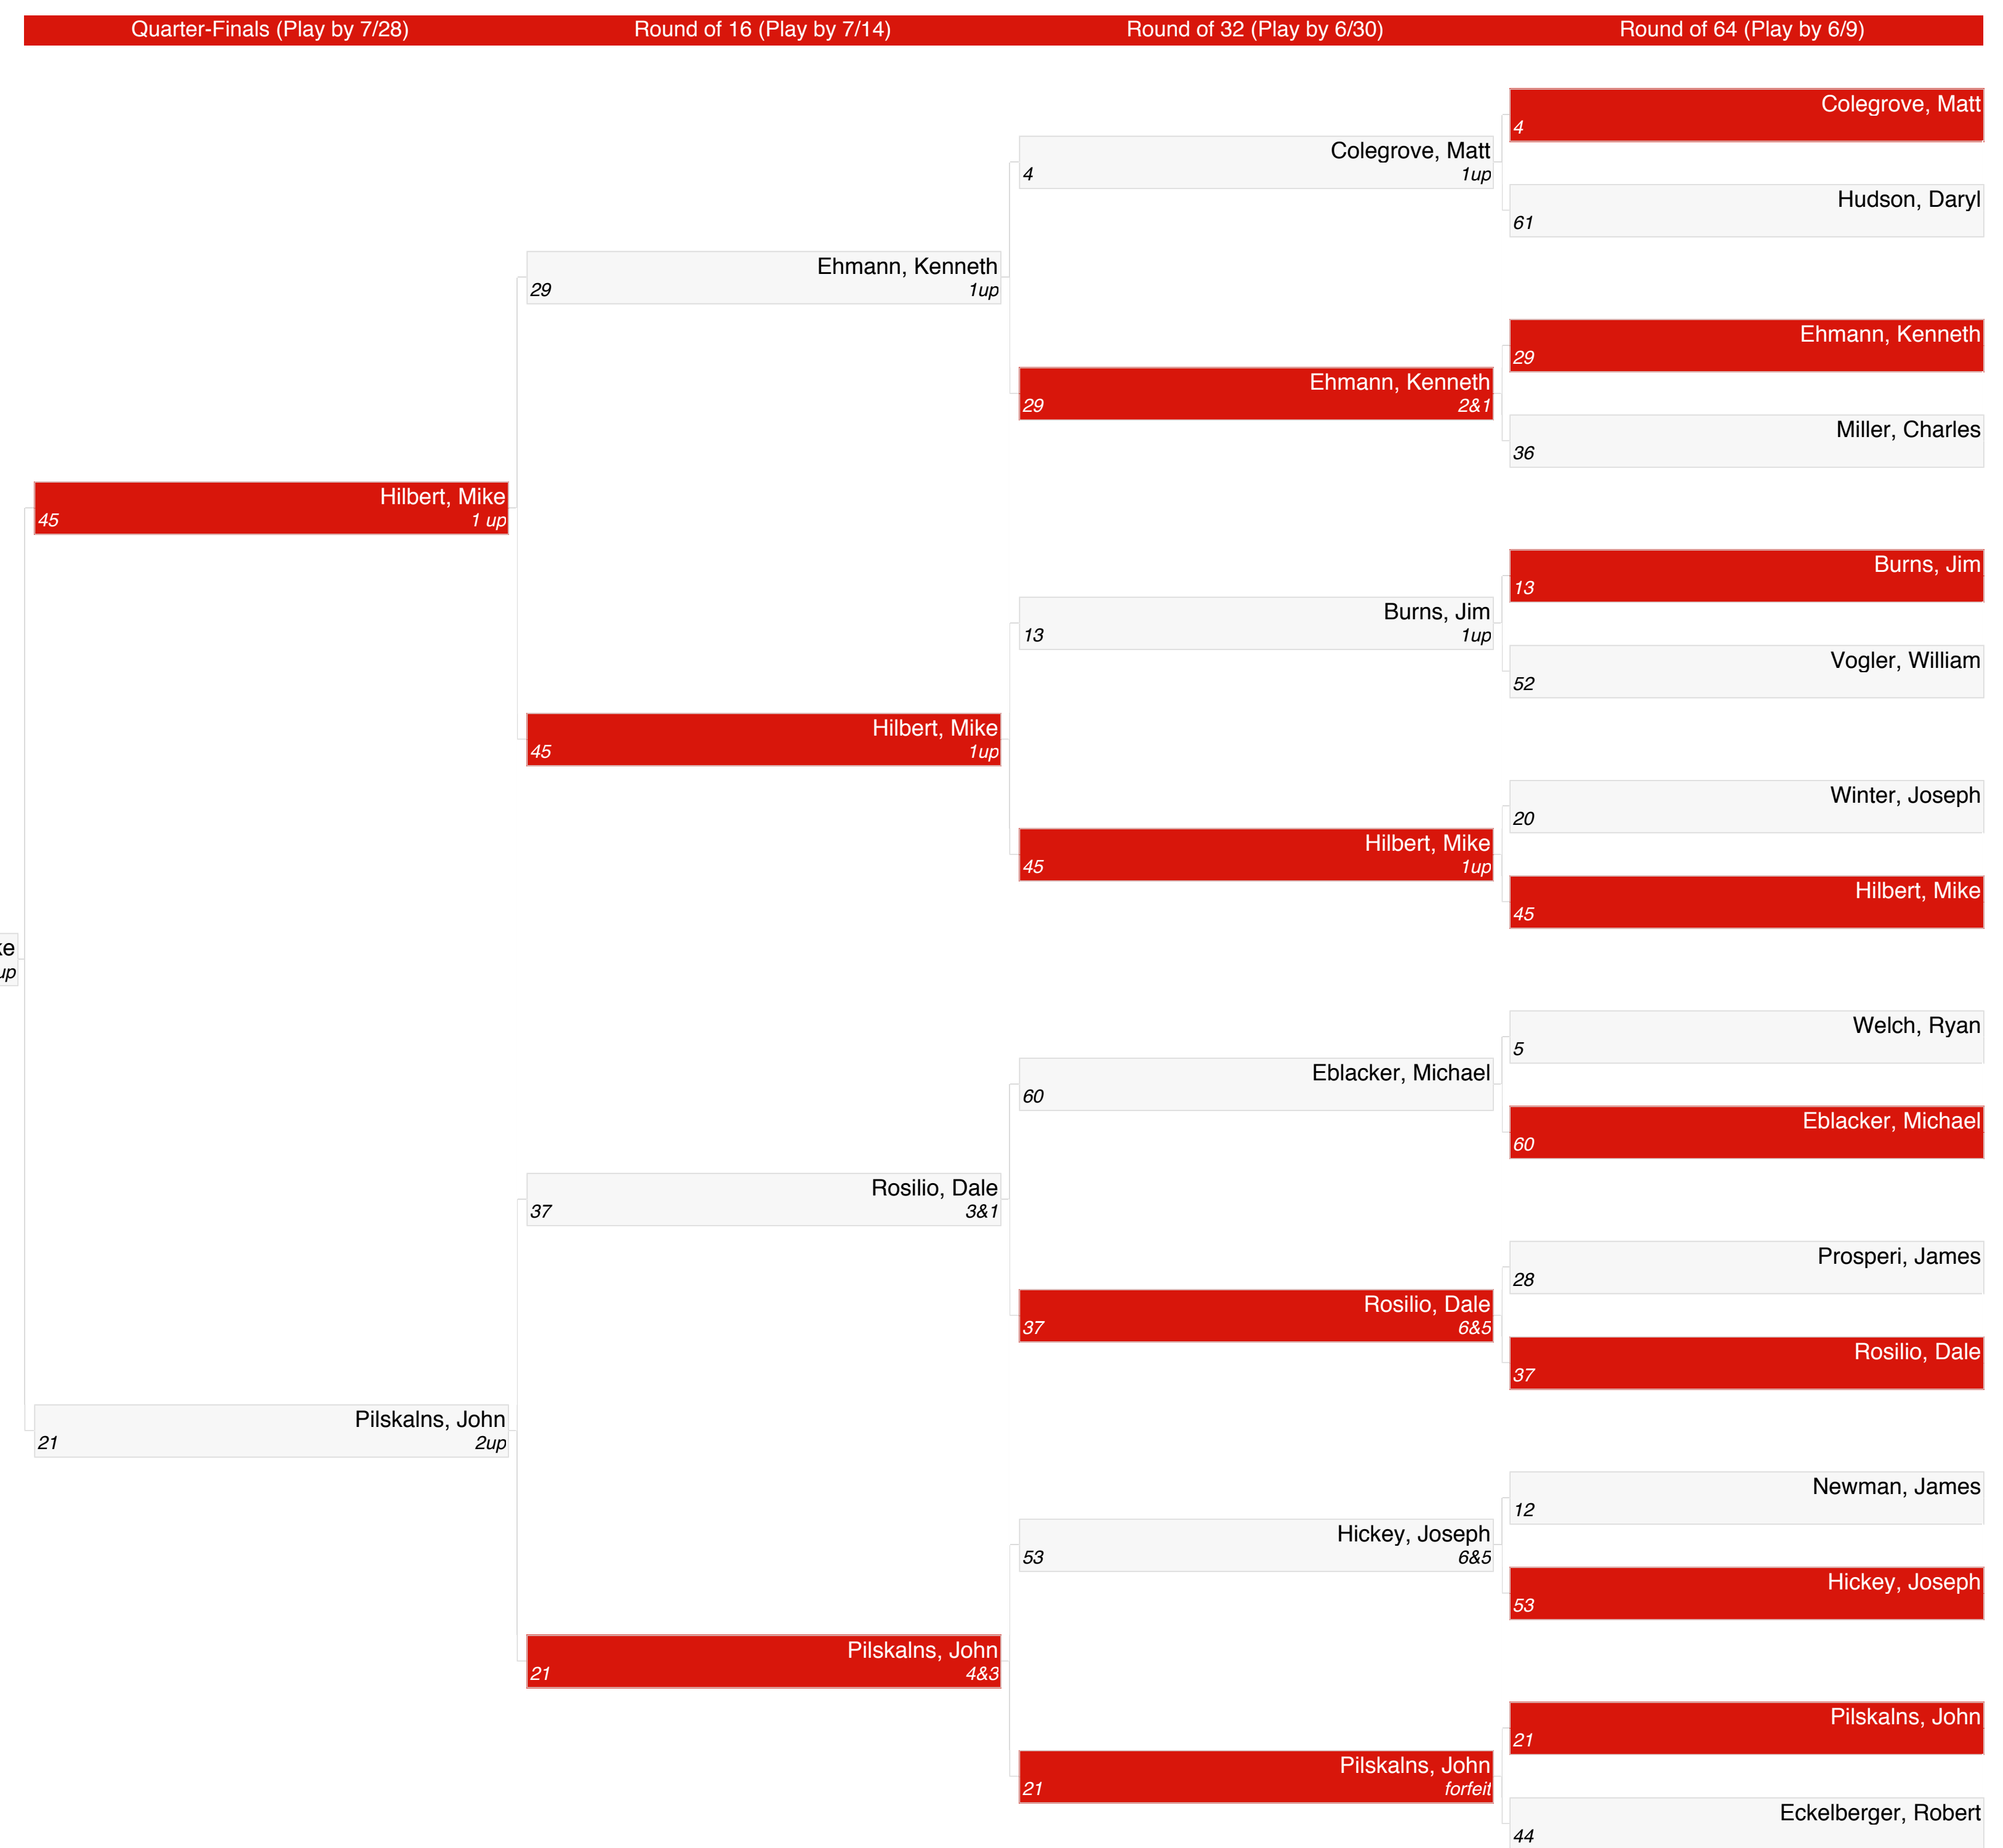 Quarter-Finals (Play by 7/28)
Round of 16 (Play by 7/14)
Round of 32 (Play by 6/30)
Round of 64 (Play by 6/9)
Colegrove, Matt
4
Colegrove, Matt
4 1up
Hudson, Daryl
61
Ehmann, Kenneth
29 1up
Ehmann, Kenneth
29
Ehmann, Kenneth
29 2&1
Miller, Charles
36
Hilbert, Mike
45 1 up
Burns, Jim
13
Burns, Jim
13 1up
Vogler, William
52
Hilbert, Mike
45 1up
Winter, Joseph
20
Hilbert, Mike
45 1up
Hilbert, Mike
45
ke
up
Welch, Ryan
5
Eblacker, Michael
60
Eblacker, Michael
60
Rosilio, Dale
37 3&1
Prosperi, James
28
Rosilio, Dale
37 6&5
Rosilio, Dale
37
Pilskalns, John
21 2up
Newman, James
12
Hickey, Joseph
53 6&5
Hickey, Joseph
53
Pilskalns, John
21 4&3
Pilskalns, John
21
Pilskalns, John
21 forfeit
Eckelberger, Robert
44